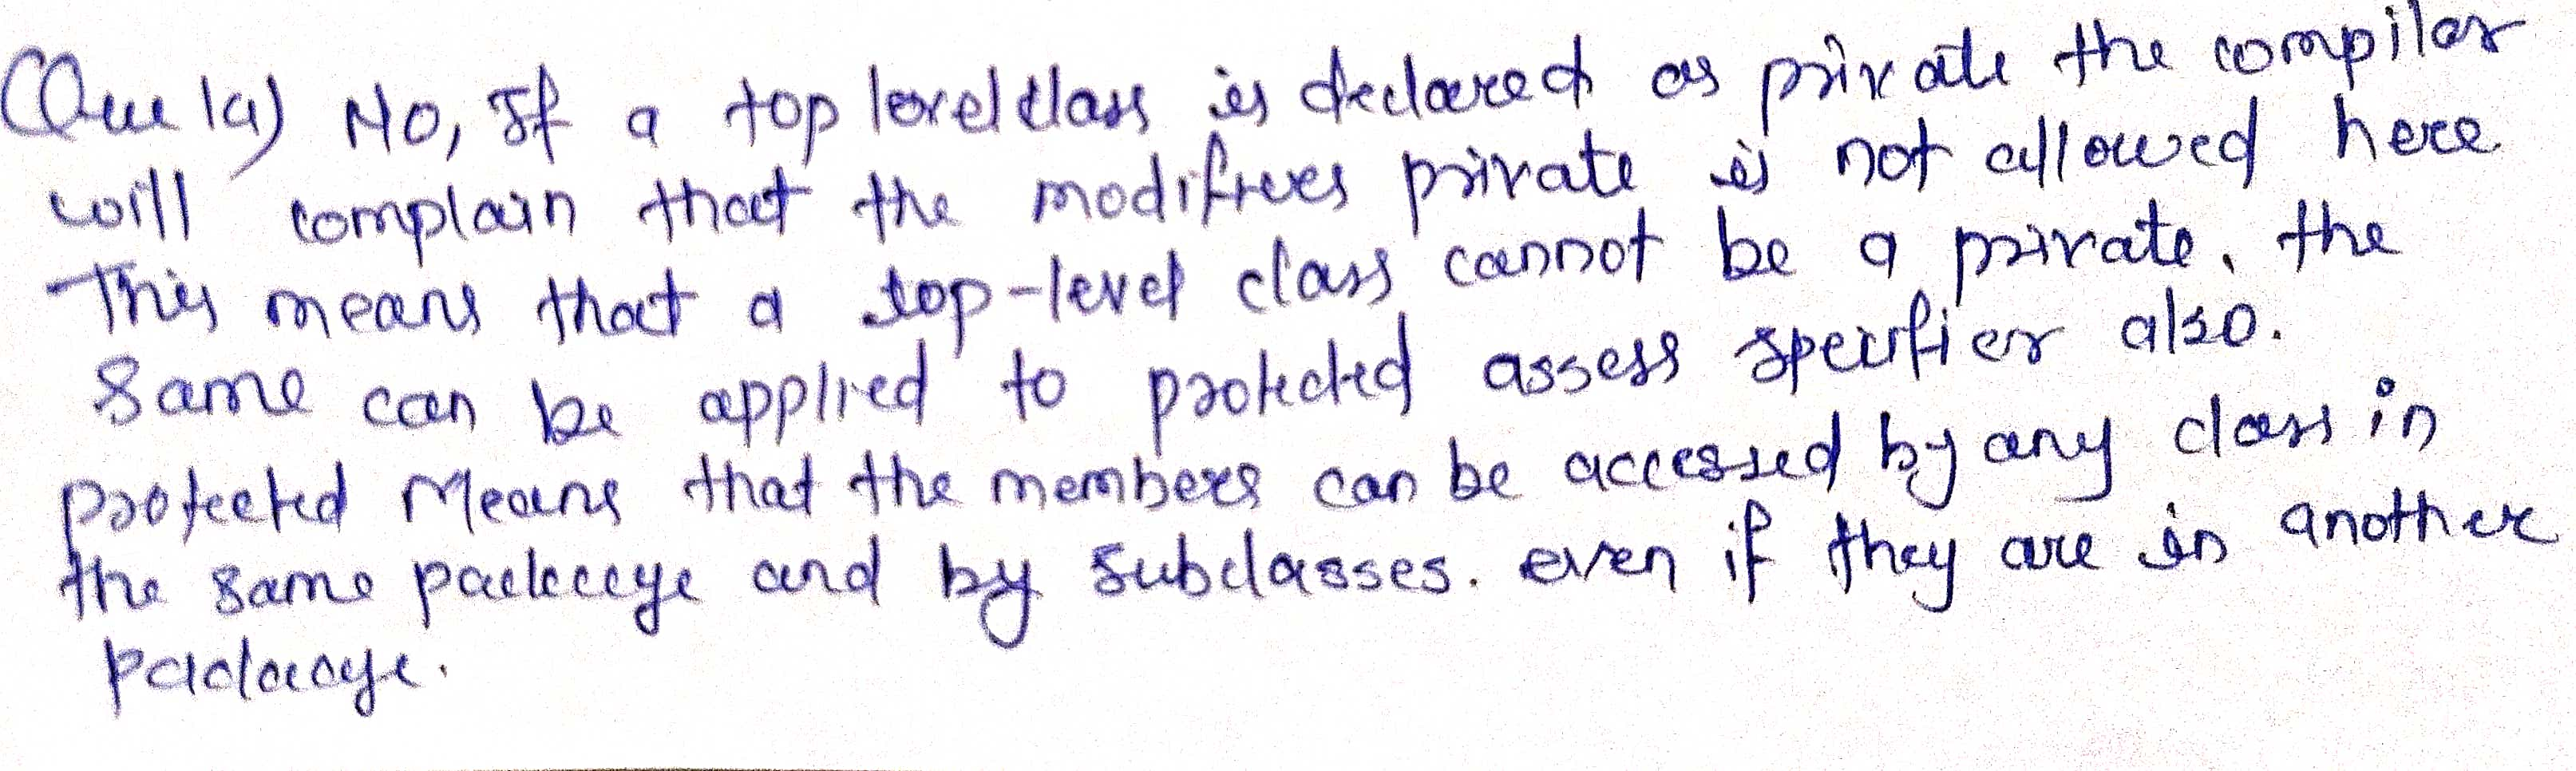 Que 1a) No, If a top level class is declared as private the compiler
will complain that the modifiers private is not allowed here
This means that a top-level class cannot be a private, the
same can be applied to protected assess specifier also.
protected Means that the members can be accessed by any class in
the same package and by subclasses. even if they are in another
package.